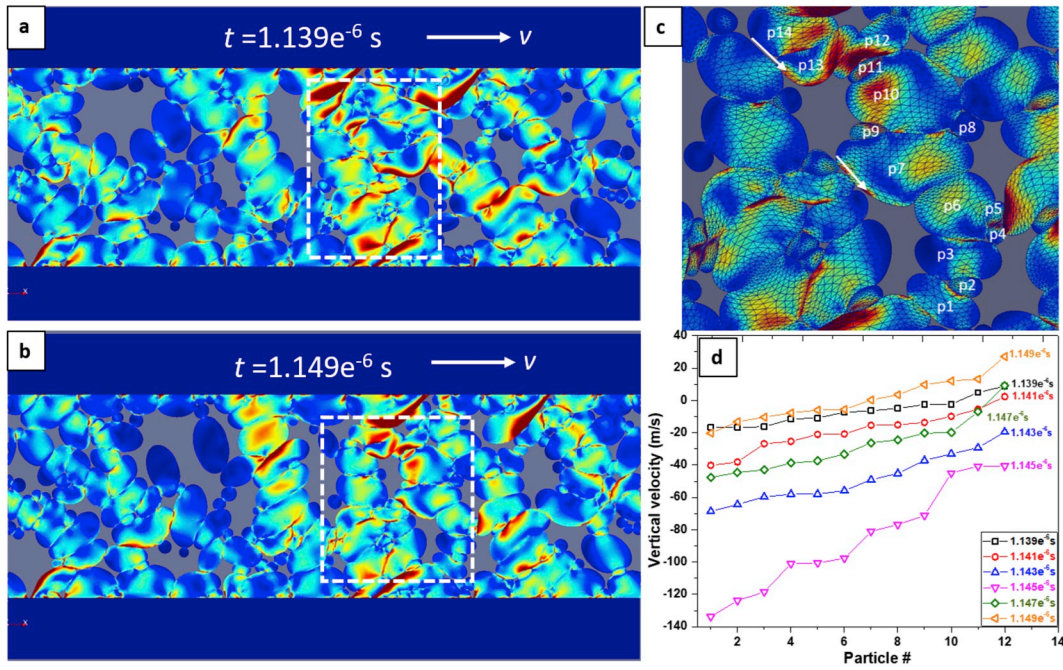 a
t =1.139e-6 s v
x
b
t =1.149e-6 s v
x
c
p14
p12
p13
p11
p10
p9
p8
p7
p6
p5
p4
p3
p2
p1
d
40
20
0
-20
-40
-60
-80
-100
-120
-140
Vertical velocity (m/s)
2 4 6 8 10 12 14
Particle #
1.149e-6s
1.139e-6s
1.141e-6s
1.147e-6s
1.143e-6s
1.145e-6s
1.139e-6s
1.141e-6s
1.143e-6s
1.145e-6s
1.147e-6s
1.149e-6s